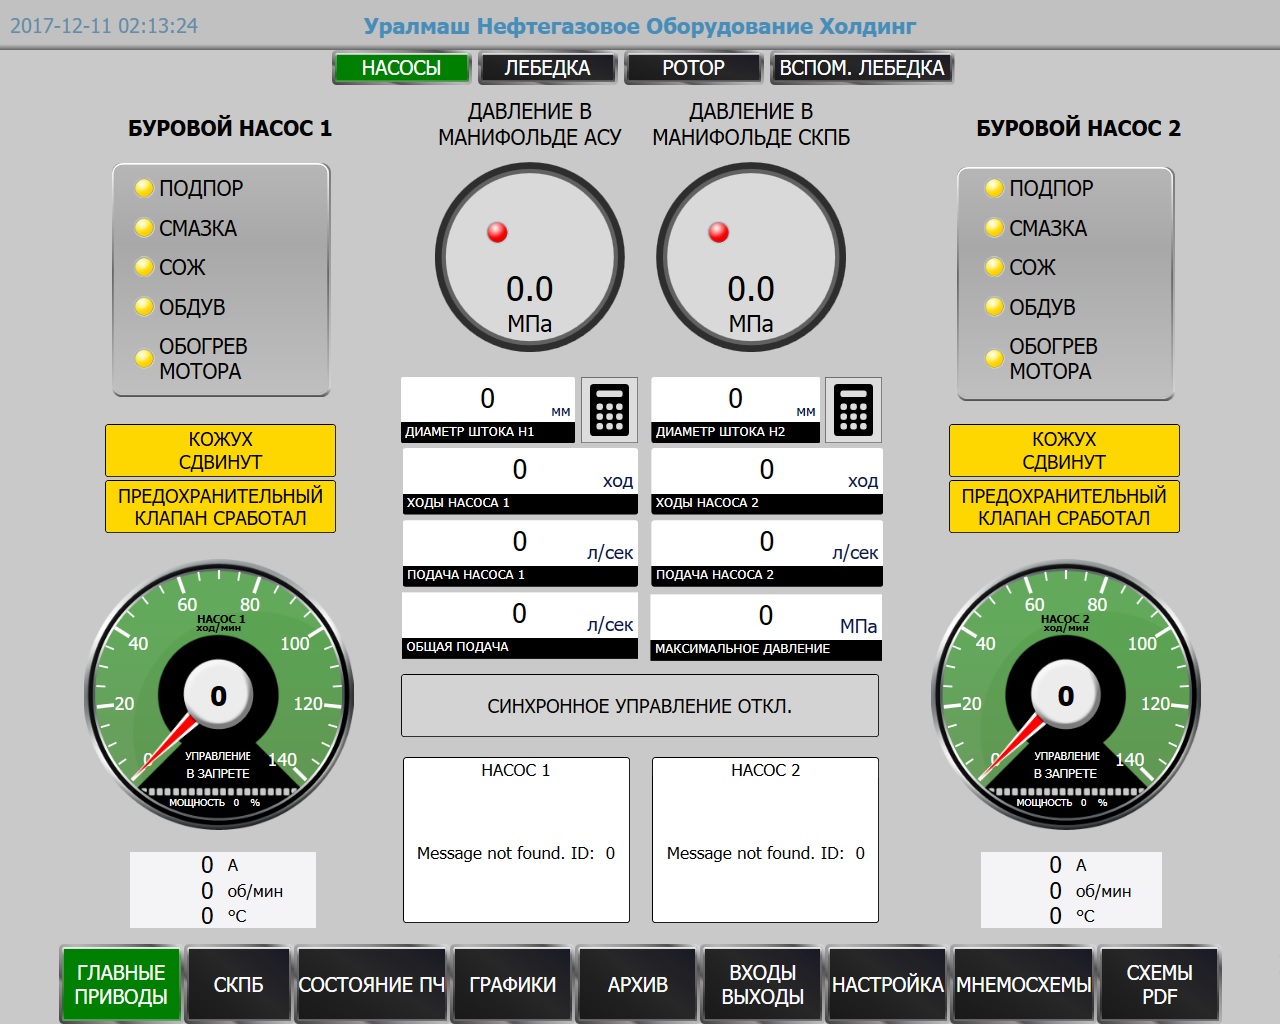 2017-12-11 02:13:24
Уралмаш Нефтегазовое Оборудование Холдинг
НАСОСЫ
ЛЕБЕДКА
РОТОР
ВСПОМ. ЛЕБЕДКА
БУРОВОЙ НАСОС 1
ПОДПОР
СМАЗКА
СОЖ
ОБДУВ
ОБОГРЕВ
МОТОРА
КОЖУХ
СДВИНУТ
ПРЕДОХРАНИТЕЛЬНЫЙ
КЛАПАН СРАБОТАЛ
ДАВЛЕНИЕ В
МАНИФОЛЬДЕ АСУ
0.0
МПа
ДАВЛЕНИЕ В
МАНИФОЛЬДЕ СКПБ
0.0
МПа
БУРОВОЙ НАСОС 2
ПОДПОР
СМАЗКА
СОЖ
ОБДУВ
ОБОГРЕВ
МОТОРА
КОЖУХ
СДВИНУТ
ПРЕДОХРАНИТЕЛЬНЫЙ
КЛАПАН СРАБОТАЛ
0 мм
ДИАМЕТР ШТОКА Н1
0 мм
ДИАМЕТР ШТОКА Н2
0 ход
ХОДЫ НАСОСА 1
0 ход
ХОДЫ НАСОСА 2
0 л/сек
ПОДАЧА НАСОСА 1
0 л/сек
ПОДАЧА НАСОСА 2
0 л/сек
ОБЩАЯ ПОДАЧА
0 МПа
МАКСИМАЛЬНОЕ ДАВЛЕНИЕ
СИНХРОННОЕ УПРАВЛЕНИЕ ОТКЛ.
НАСОС 1
Message not found. ID: 0
НАСОС 2
Message not found. ID: 0
60 80
НАСОС 1
ход/мин
40 100
20 0 120
0 140
УПРАВЛЕНИЕ
В ЗАПРЕТЕ
МОЩНОСТЬ 0 %
0 А
0 об/мин
0 °C
60 80
НАСОС 2
ход/мин
40 100
20 0 120
0 140
УПРАВЛЕНИЕ
В ЗАПРЕТЕ
МОЩНОСТЬ 0 %
0 А
0 об/мин
0 °C
ГЛАВНЫЕ
ПРИВОДЫ
СКПБ
СОСТОЯНИЕ ПЧ
ГРАФИКИ
АРХИВ
ВХОДЫ
ВЫХОДЫ
НАСТРОЙКА
МНЕМОСХЕМЫ
СХЕМЫ
PDF